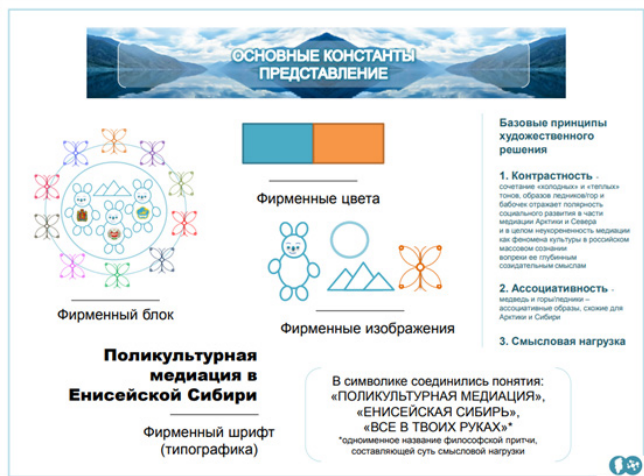 ОСНОВНЫЕ КОНСТАНТЫ
ПРЕДСТАВЛЕНИЕ
Фирменные цвета
Фирменный блок
Фирменные изображения
Поликультурная
медиация в
Енисейской Сибири
Фирменный шрифт
(типографика)
В символике соединились понятия:
«ПОЛИКУЛЬТУРНАЯ МЕДИАЦИЯ»,
«ЕНИСЕЙСКАЯ СИБИРЬ»,
«ВСЕ В ТВОИХ РУКАХ»*
*одноименное название философской притчи,
составляющей суть смысловой нагрузки
Базовые принципы
художественного
решения
1. Контрастность -
сочетание «холодных» и «теплых»
тонов, образов ледников/гор и
бабочек отражает полярность
социального развития в части
медиации Арктики и Севера
и в целом неукорененность медиации
как феномена культуры в российском
массовом сознании
вопреки ее глубинным
созидательным смыслам
2. Ассоциативность -
медведь и горы/ледники –
ассоциативные образы, схожие для
Арктики и Сибири
3. Смысловая нагрузка